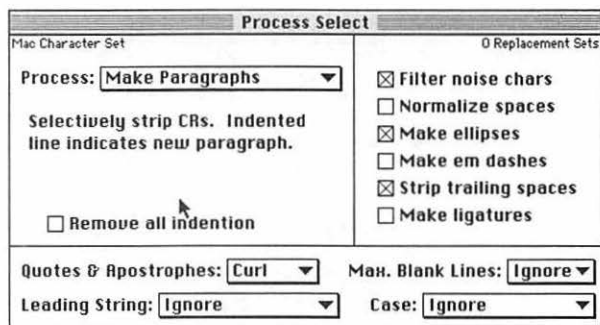 Process Select
Mac Character Set
0 Replacement Sets
Process: Make Paragraphs
Selectively strip CRs. Indented
line indicates new paragraph.
Remove all indention
Filter noise chars
Normalize spaces
Make ellipses
Make em dashes
Strip trailing spaces
Make ligatures
Quotes & Apostrophes: Curl
Max. Blank Lines: Ignore
Leading String: Ignore
Case: Ignore